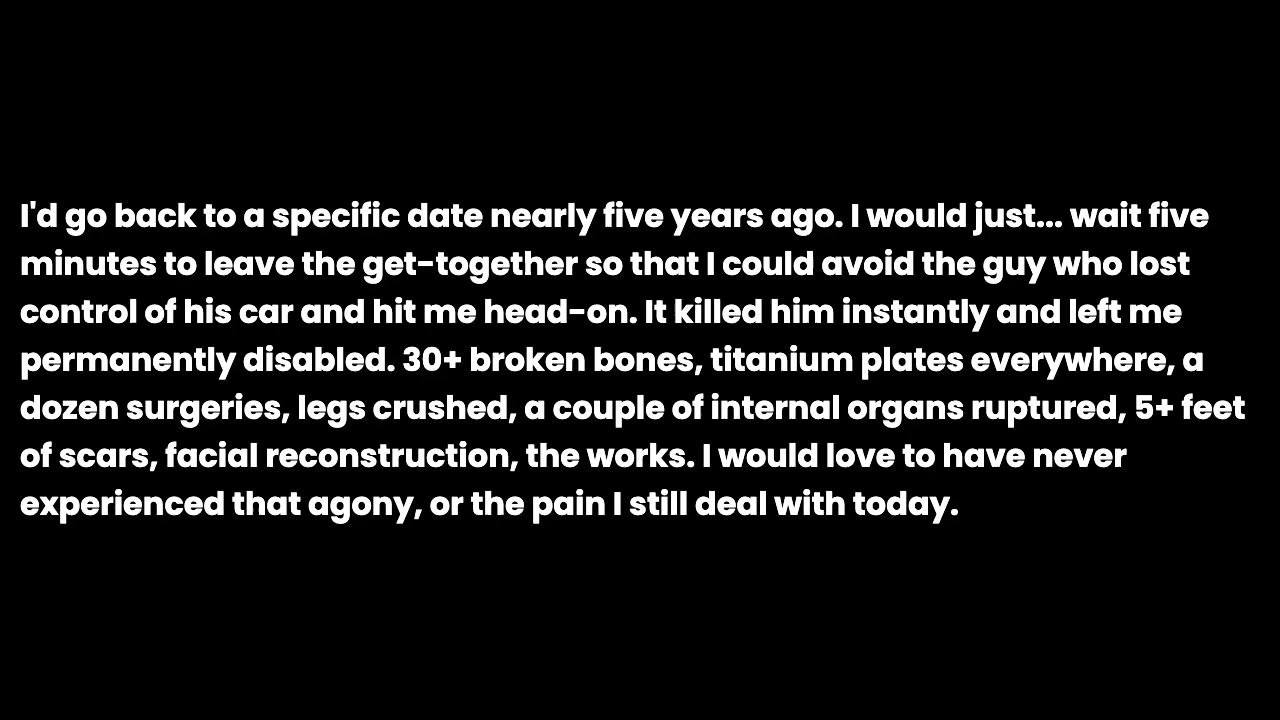 I'd go back to a specific date nearly five years ago. I would just... wait five
minutes to leave the get-together so that I could avoid the guy who lost
control of his car and hit me head-on. It killed him instantly and left me
permanently disabled. 30+ broken bones, titanium plates everywhere, a
dozen surgeries, legs crushed, a couple of internal organs ruptured, 5+ feet
of scars, facial reconstruction, the works. I would love to have never
experienced that agony, or the pain I still deal with today.